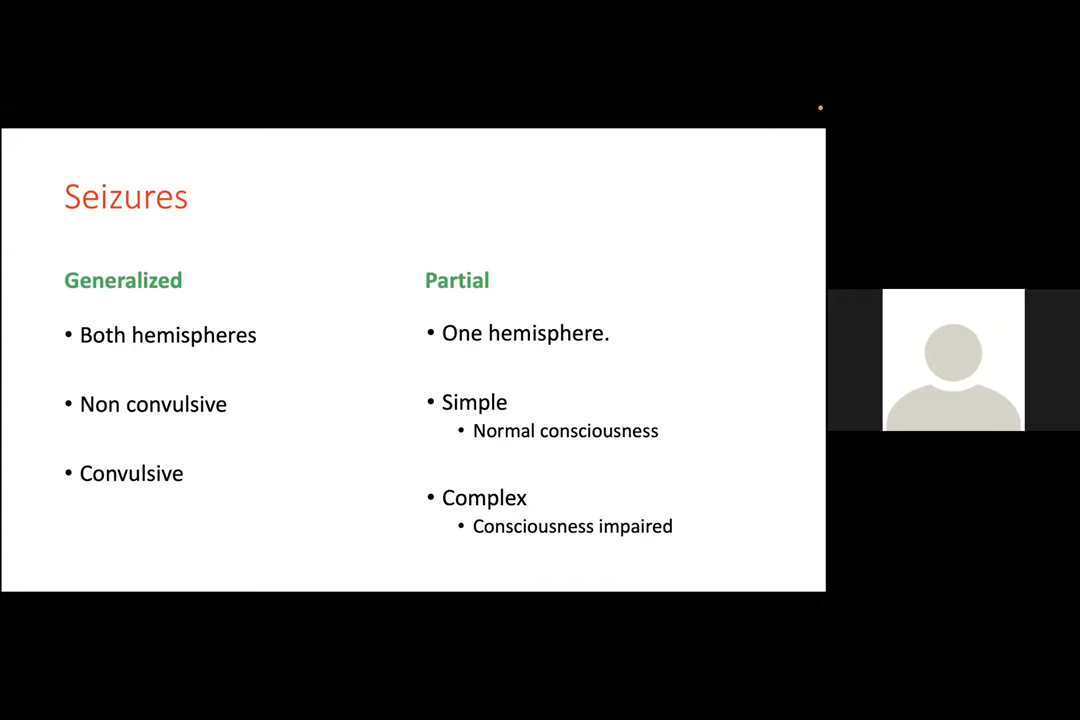 Seizures
Generalized
• Both hemispheres
• Non convulsive
• Convulsive
Partial
• One hemisphere.
• Simple
• Normal consciousness
• Complex
• Consciousness impaired